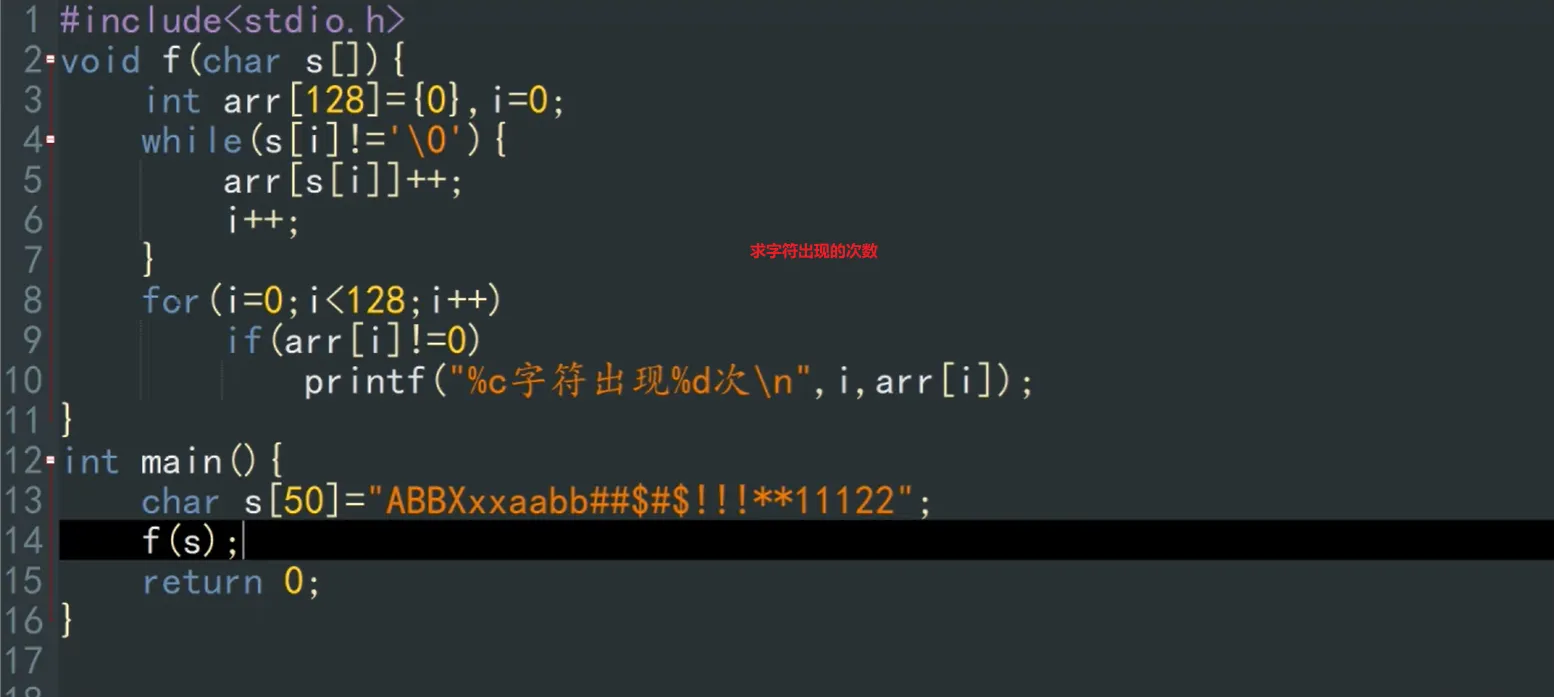 1 #include<stdio.h>
2 void f(char s[]){
3 int arr[128]={0},i=0;
4 while(s[i]!='\0'){
5 arr[s[i]]++;
6 i++;
7 }
求字符出现的次数
8 for(i=0;i<128;i++)
9 if(arr[i]!=0)
10 printf("%c字符出现%d次\n",i,arr[i]);
11 }
12 int main(){
13 char s[50]="ABBXxxaabb##$#$!!!**11122";
14 f(s);
15 return 0;
16 }
17
18